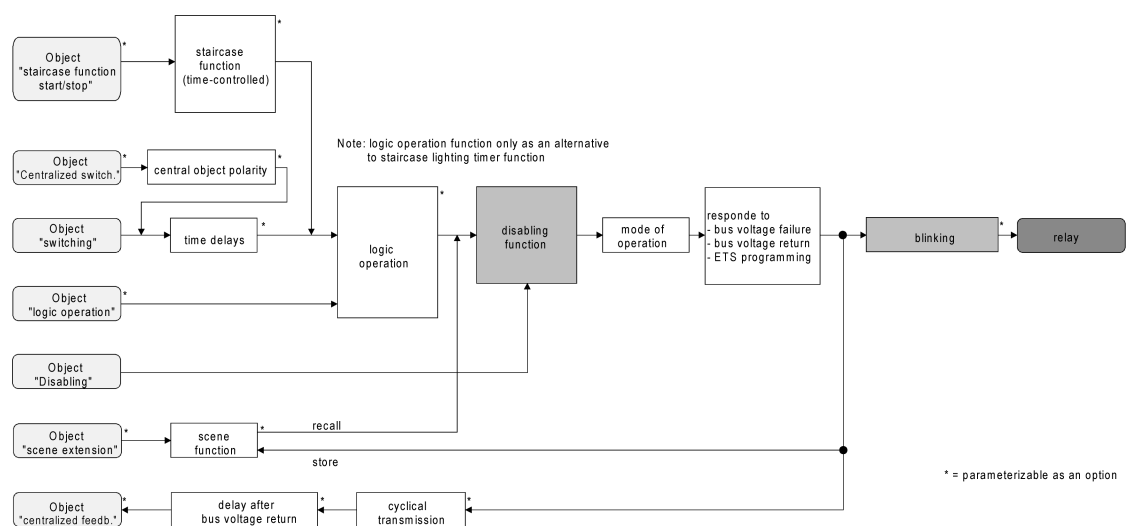 *
Object
"staircase function
start/stop"
*
staircase
function
(time-controlled)
Note: logic operation function only as an alternative
to staircase lighting timer function
Object
"Centralized switch."
*
central object polarity
*
Object
"switching"
time delays
*
Object
"logic operation"
*
logic
operation
*
disabling
function
mode of
operation
responde to
- bus voltage failure
- bus voltage return
- ETS programming
blinking
*
relay
Object
"Disabling"
Object
"scene extension"
*
scene
function
*
recall
store
* = parameterizable as an option
Object
"centralized feedb."
*
delay after
bus voltage return
*
cyclical
transmission
*